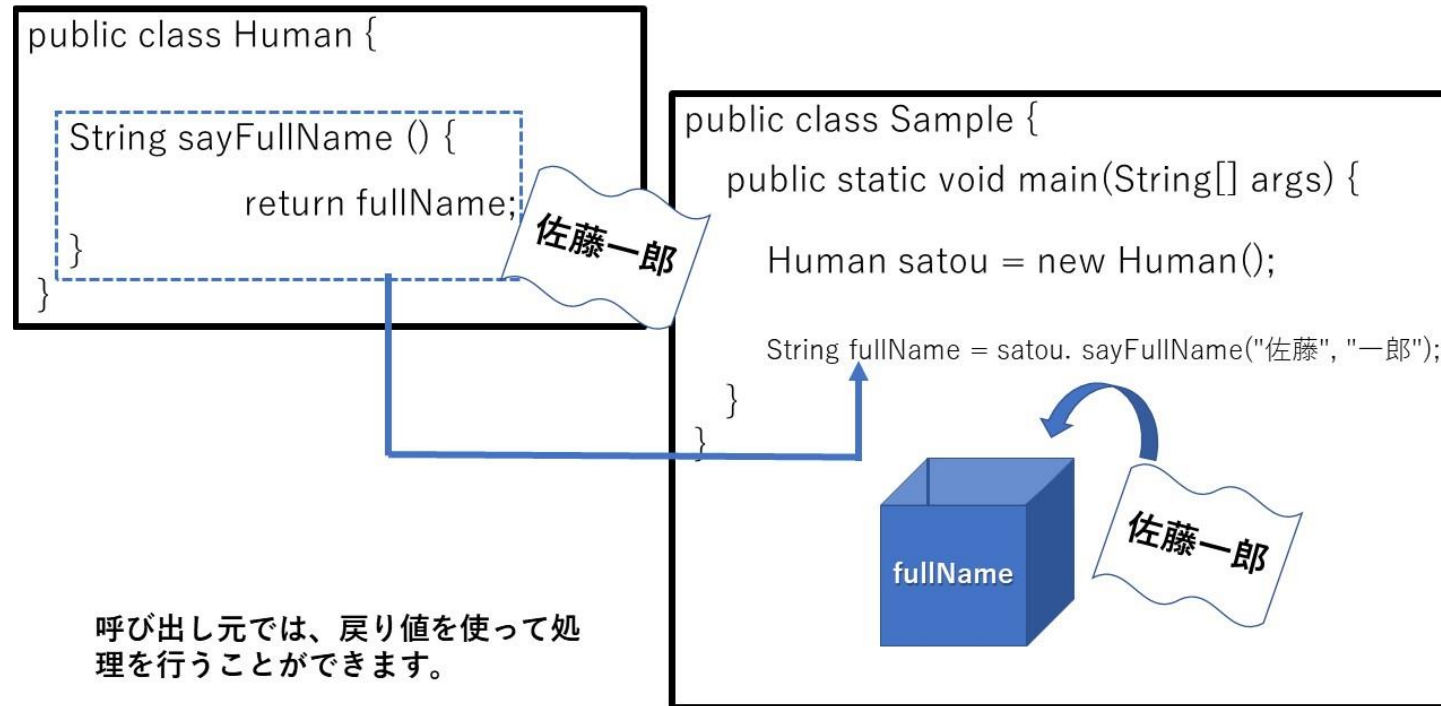 public class Human {
String sayFullName () {
return fullName;
}
}
佐藤一郎
public class Sample {
public static void main(String[] args) {
Human satou = new Human();
String fullName = satou. sayFullName("佐藤", "一郎");
}
}
fullName
佐藤一郎
呼び出し元では、戻り値を使って処
理を行うことができます。